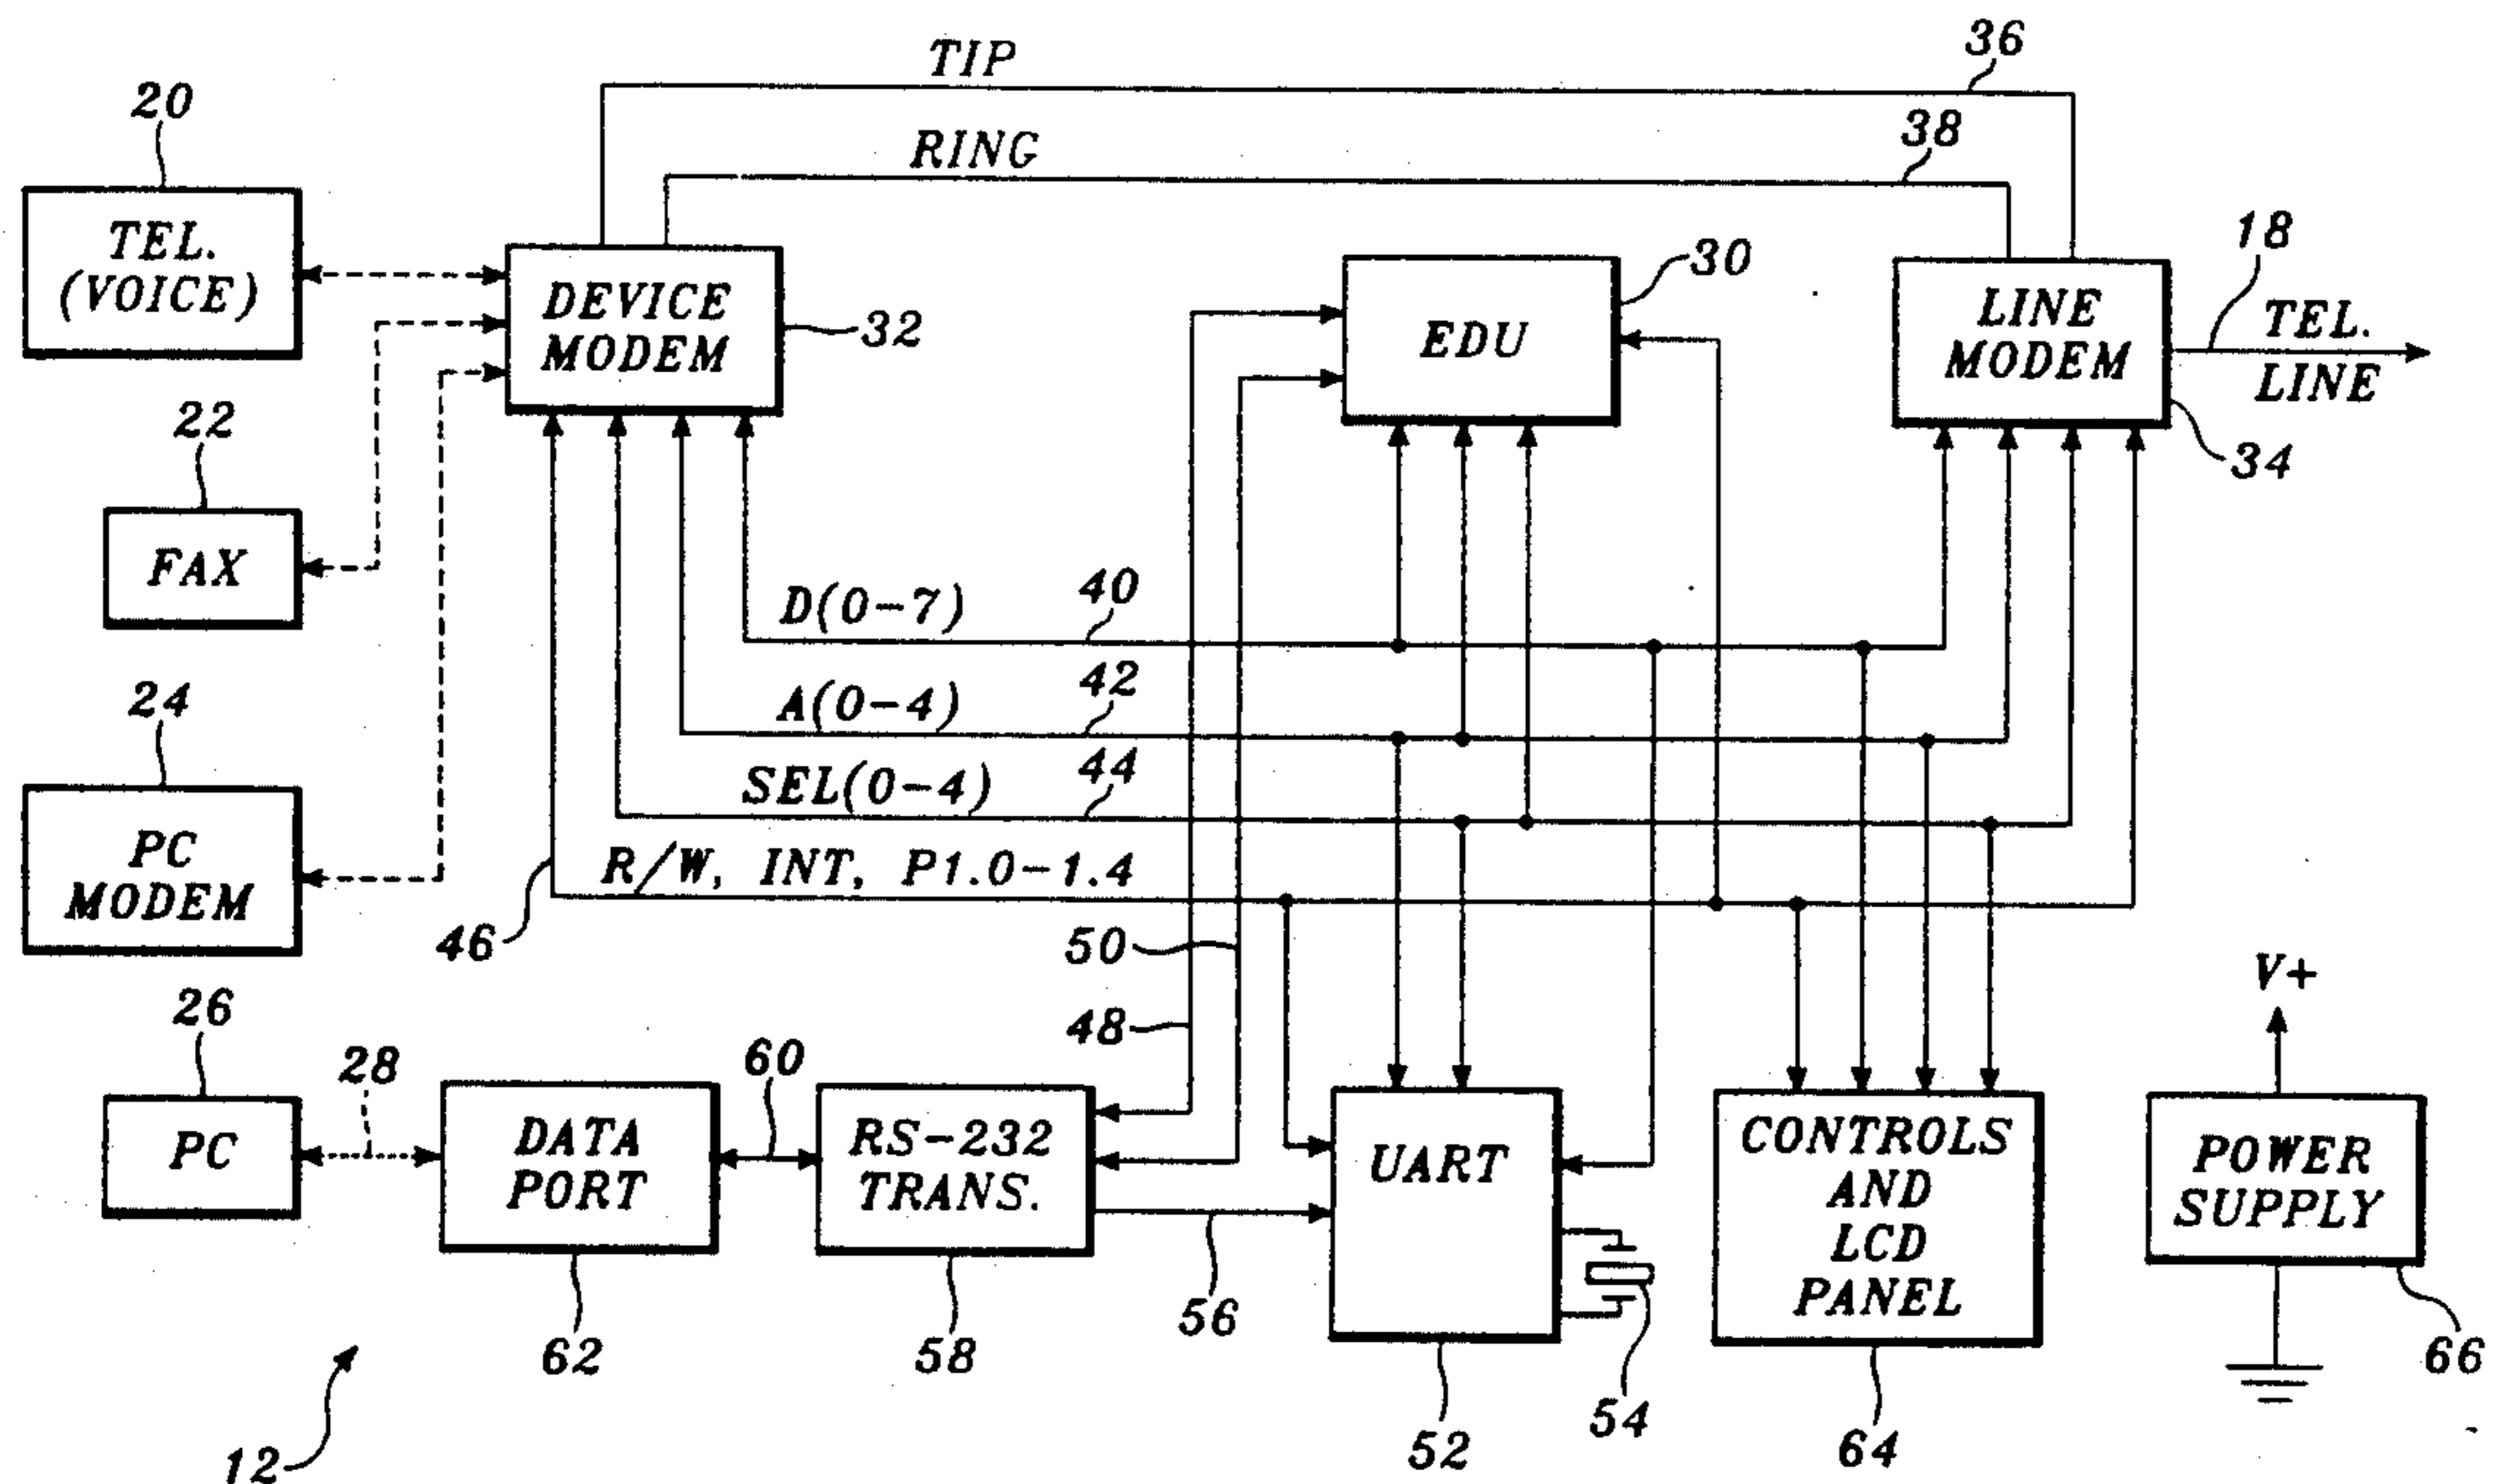 TIP
36
20
RING
38
TEL.
(VOICE)
18
30
DEVICE
MODEM
32
EDU
LINE
MODEM
TEL.
LINE
22
34
FAX
D(0-7)
40
24
A(0-4)
42
SEL(0-4)
44
PC
MODEM
R/W, INT, P1.0-1.4
46
50
V+
26
48
28
60
PC
DATA
PORT
RS-232
TRANS.
UART
CONTROLS
AND
LCD
PANEL
POWER
SUPPLY
56
62
58
66
54
12
52
64